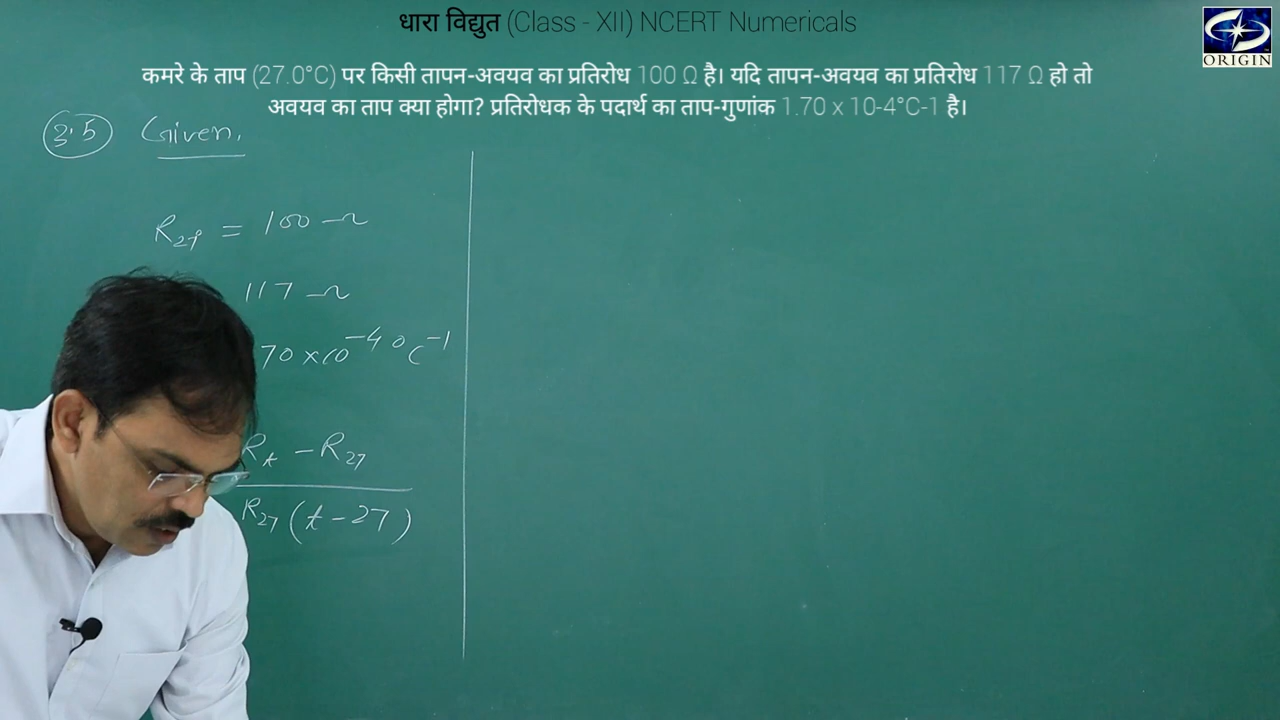 धारा विद्युत (Class - XII) NCERT Numericals
ORIGIN
कमरे के ताप (27.0°C) पर किसी तापन-अवयव का प्रतिरोध 100 Ω है। यदि तापन-अवयव का प्रतिरोध 117 Ω हो तो
अवयव का ताप क्या होगा? प्रतिरोधक के पदार्थ का ताप-गुणांक 1.70 x 10-4°C-1 है।
3.5 Given.
R₂₇ = 100 Ω
117 Ω
70 × 10⁻⁴ °C⁻¹
Rₜ - R₂₇
R₂₇ (t - 27)